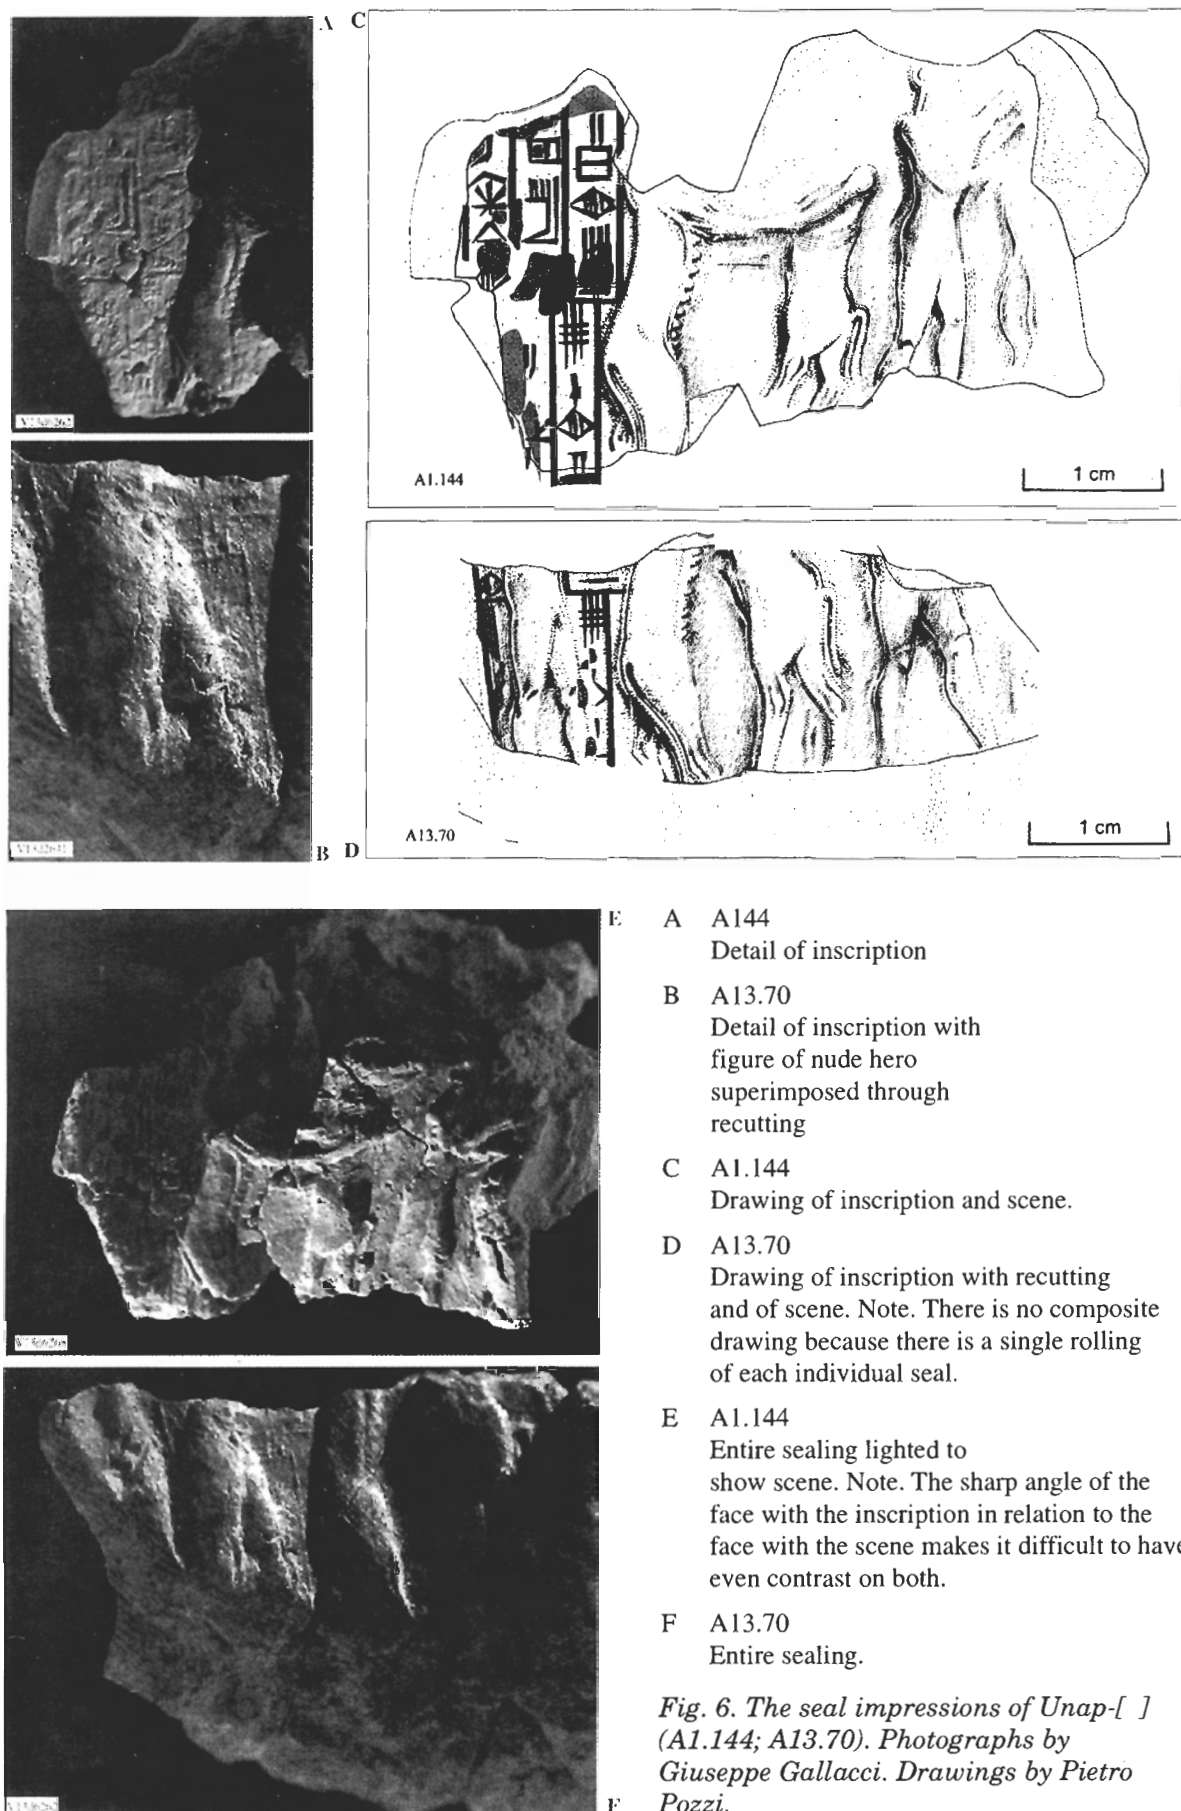 A C
A1.144
1 cm
A13.70
1 cm
B D
E
A A144
Detail of inscription
B A13.70
Detail of inscription with
figure of nude hero
superimposed through
recutting
C A1.144
Drawing of inscription and scene.
D A13.70
Drawing of inscription with recutting
and of scene. Note. There is no composite
drawing because there is a single rolling
of each individual seal.
E A1.144
Entire sealing lighted to
show scene. Note. The sharp angle of the
face with the inscription in relation to the
face with the scene makes it difficult to have
even contrast on both.
F A13.70
Entire sealing.
Fig. 6. The seal impressions of Unap-[ ]
(A1.144; A13.70). Photographs by
Giuseppe Gallacci. Drawings by Pietro
Pozzi.
F